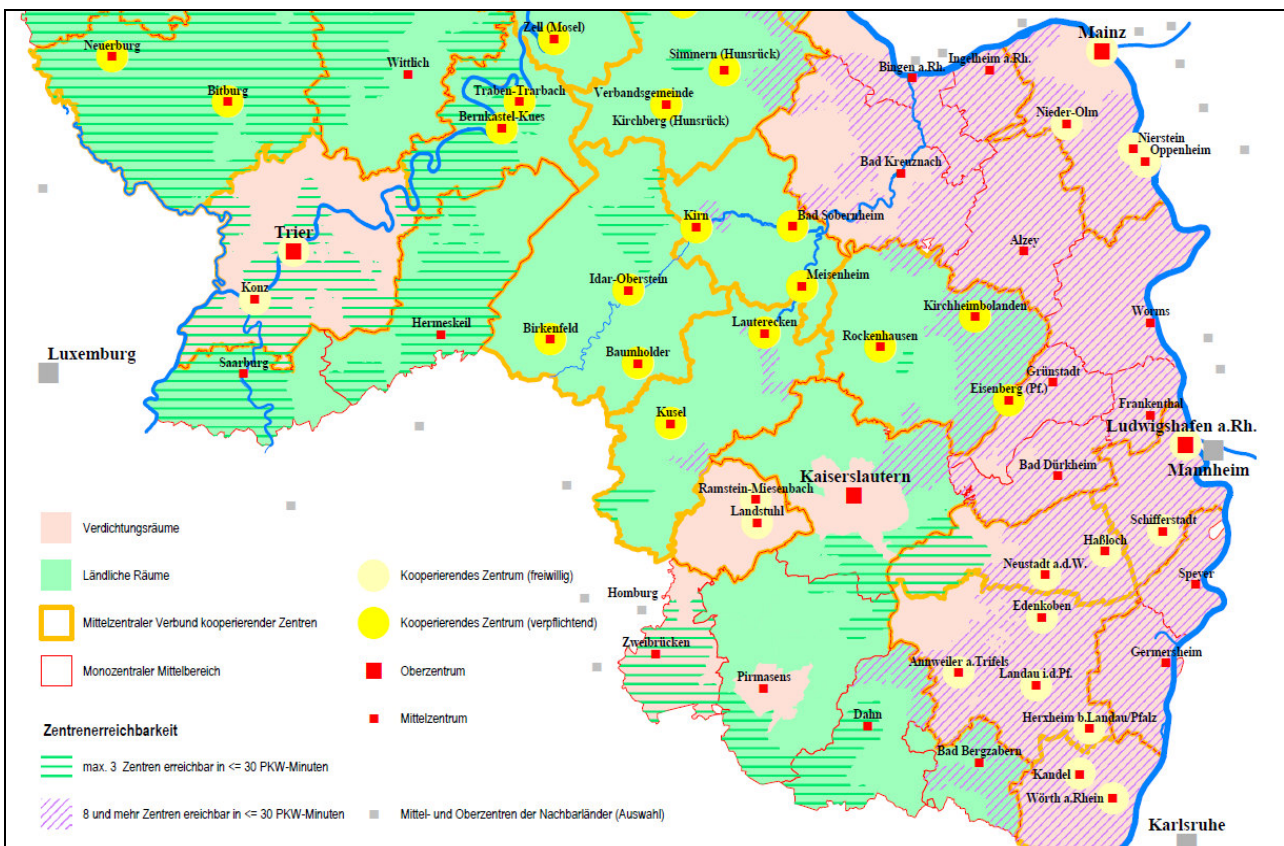 Zell (Mosel)
Neuerburg
Wittlich
Simmern (Hunsrück)
Mainz
Bingen a.Rh.
Ingelheim a.Rh.
Bitburg
Traben-Trarbach
Verbandsgemeinde
Kirchberg (Hunsrück)
Bernkastel-Kues
Nieder-Olm
Nierstein
Oppenheim
Bad Kreuznach
Kirn
Bad Sobernheim
Trier
Alzey
Konz
Idar-Oberstein
Meisenheim
Kirchheimbolanden
Hermeskeil
Birkenfeld
Lauterecken
Rockenhausen
Worms
Luxemburg
Saarburg
Baumholder
Grünstadt
Eisenberg (Pf.)
Frankenthal
Kusel
Ludwigshafen a.Rh.
Mannheim
Bad Dürkheim
Kaiserslautern
Ramstein-Miesenbach
Landstuhl
Schifferstadt
Haßloch
Neustadt a.d.W.
Speyer
Homburg
Edenkoben
Zweibrücken
Germersheim
Annweiler a.Trifels
Landau i.d.Pf.
Pirmasens
Dahn
Herxheim b.Landau/Pfalz
Bad Bergzabern
Kandel
Wörth a.Rhein
Karlsruhe
Verdichtungsräume
Ländliche Räume
Mittelzentraler Verbund kooperierender Zentren
Monozentraler Mittelbereich
Kooperierendes Zentrum (freiwillig)
Kooperierendes Zentrum (verpflichtend)
Oberzentrum
Mittelzentrum
Zentrenerreichbarkeit
max. 3 Zentren erreichbar in <= 30 PKW-Minuten
8 und mehr Zentren ereichbar in <= 30 PKW-Minuten
Mittel- und Oberzentren der Nachbarländer (Auswahl)